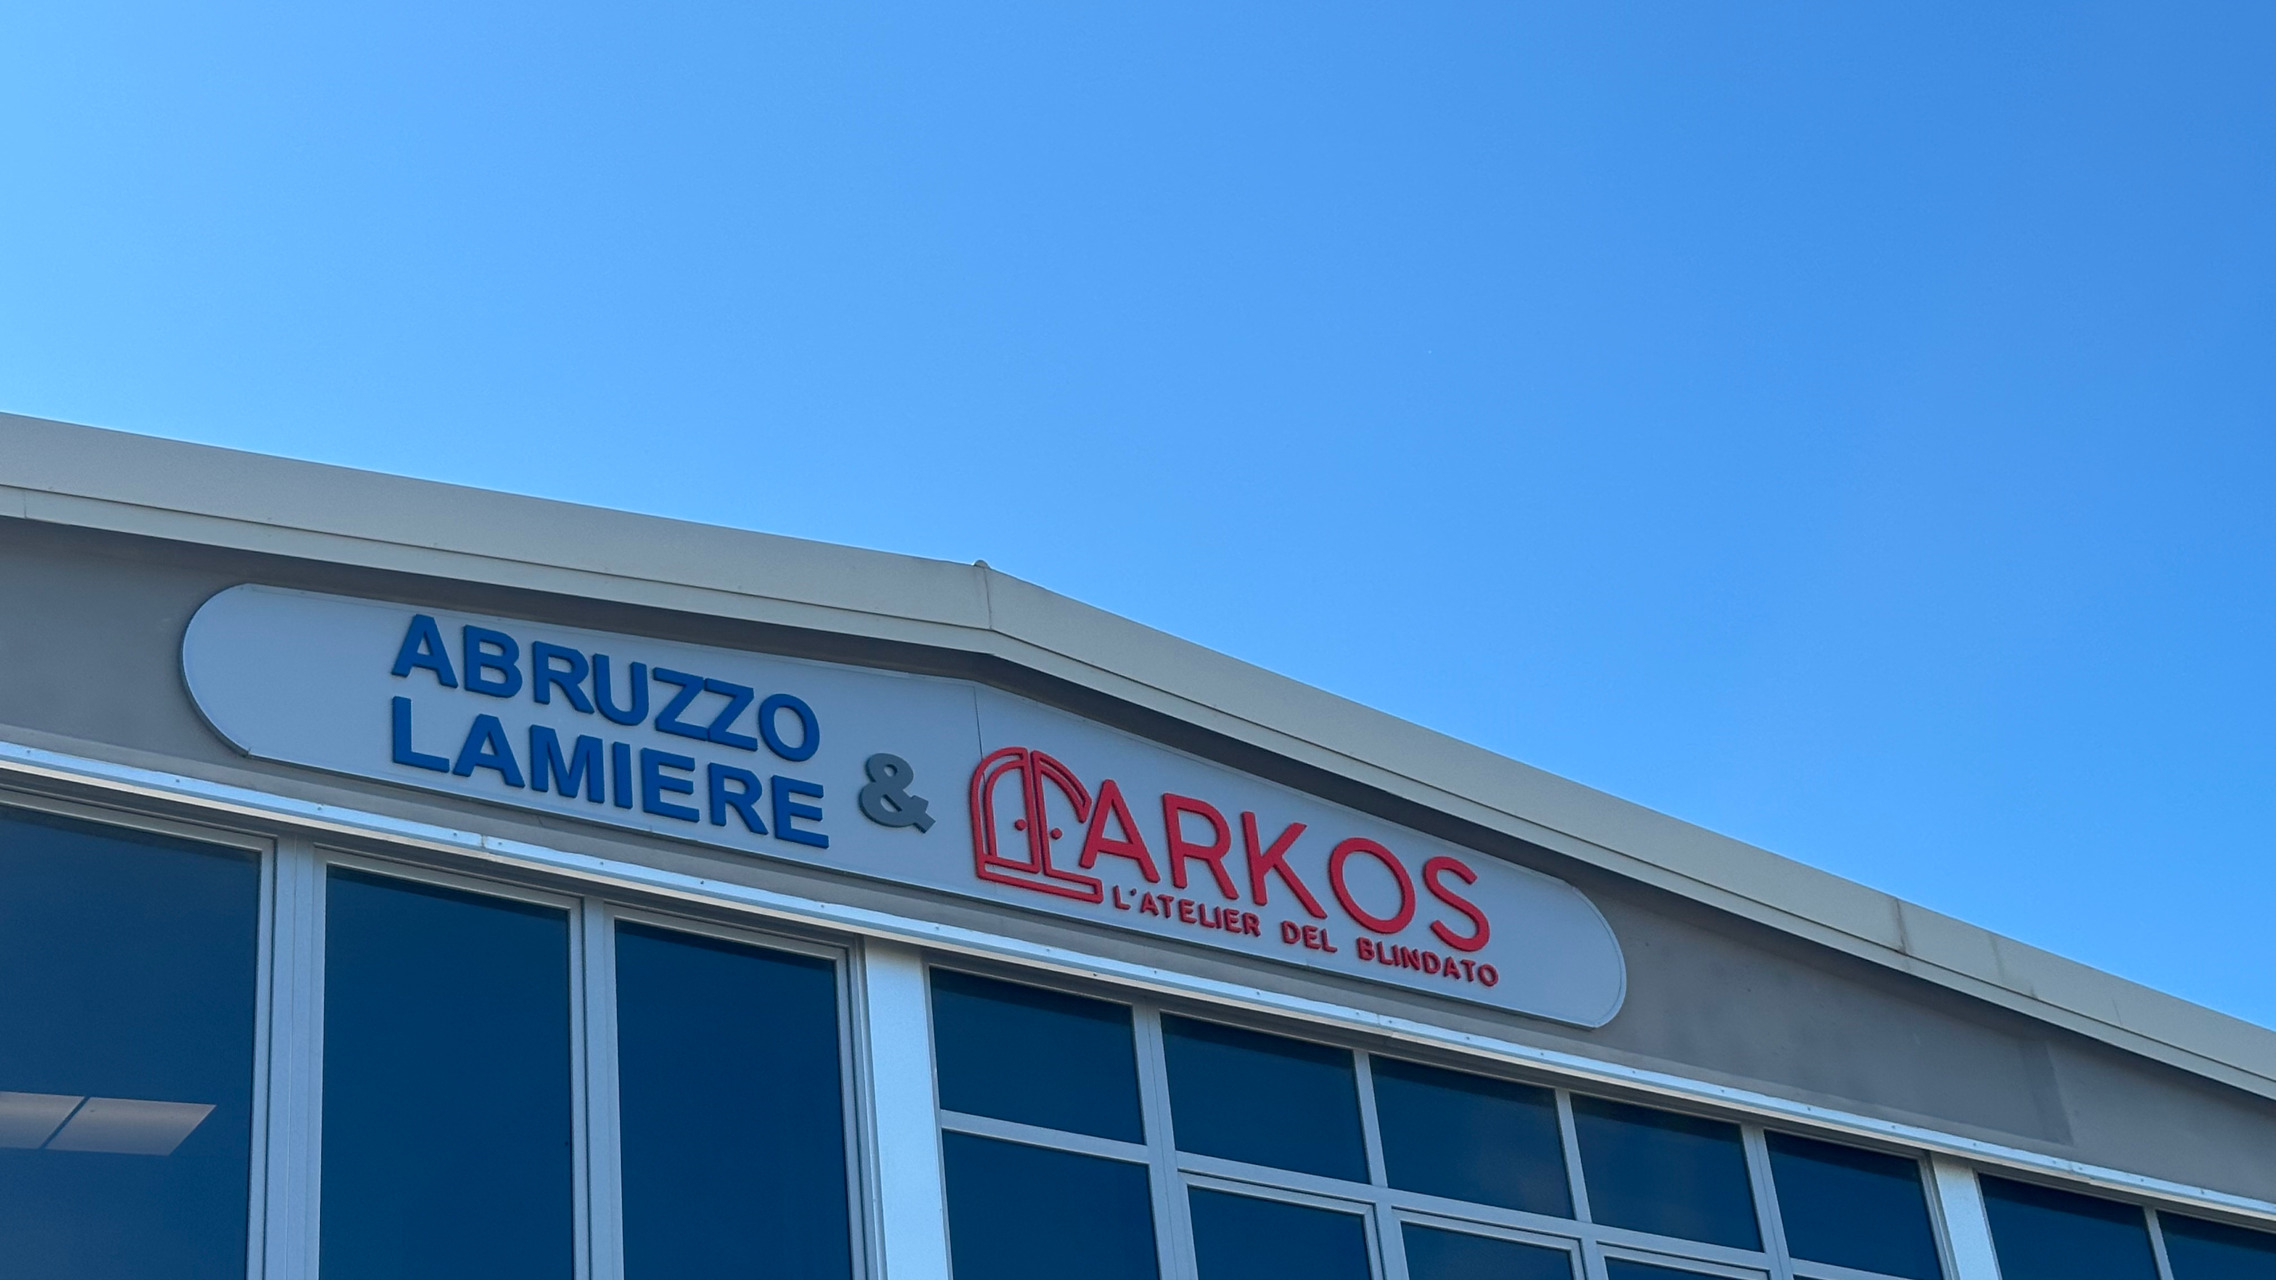 ABRUZZO
LAMIERE
&
ARKOS
L'ATELIER DEL BLINDATO